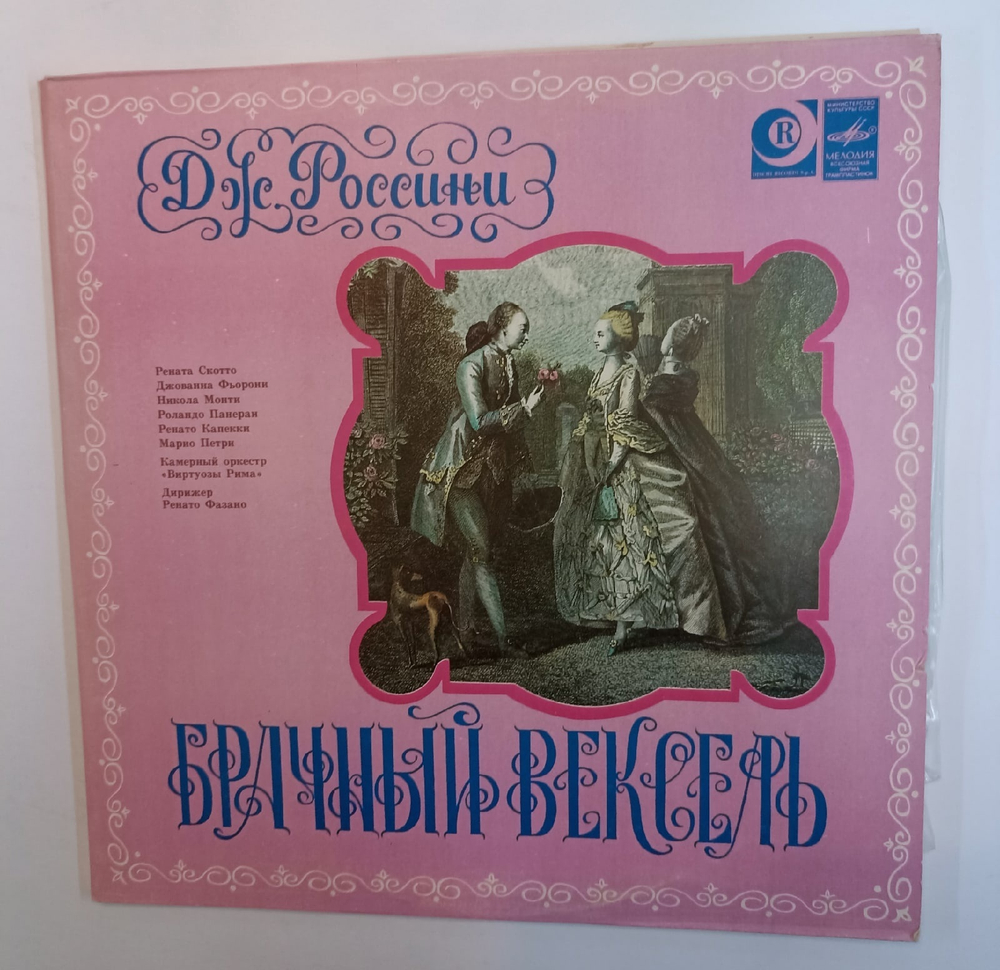 Дж. Россини
R
МИНИСТЕРСТВО
КУЛЬТУРЫ СССР
МЕЛОДИЯ
ВСЕСОЮЗНАЯ
ФИРМА
ГРАМПЛАСТИНОК
Рената Скотто
Джованна Фьорони
Никола Монти
Роландо Панераи
Ренато Капекки
Марио Петри
Камерный оркестр
«Виртуозы Рима»
Дирижер
Ренато Фазано
БРАЧНЫЙ ВЕКСЕЛЬ